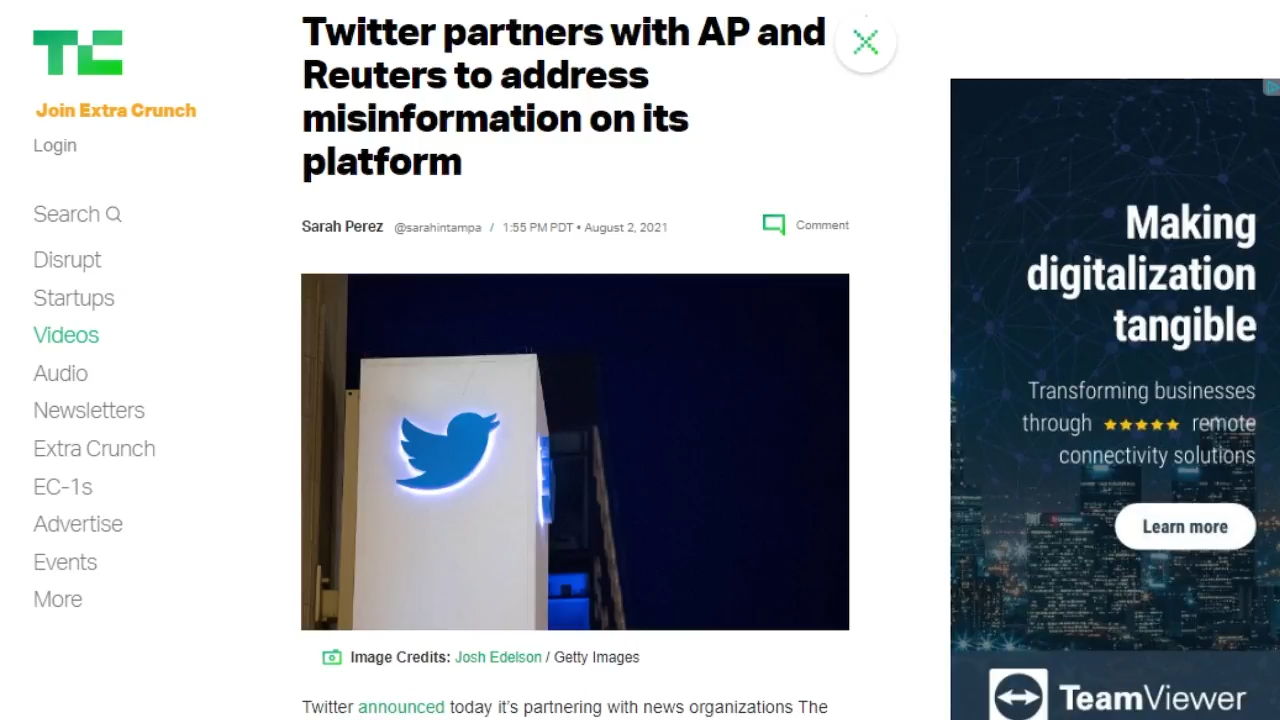 TC
Join Extra Crunch
Login
Search
Disrupt
Startups
Videos
Audio
Newsletters
Extra Crunch
EC-1s
Advertise
Events
More
Twitter partners with AP and
Reuters to address
misinformation on its
platform
Sarah Perez @sarahintampa / 1:55 PM PDT • August 2, 2021
Comment
Image Credits: Josh Edelson / Getty Images
Twitter announced today it's partnering with news organizations The
Making
digitalization
tangible
Transforming businesses
through ★★★★★ remote
connectivity solutions
Learn more
TeamViewer